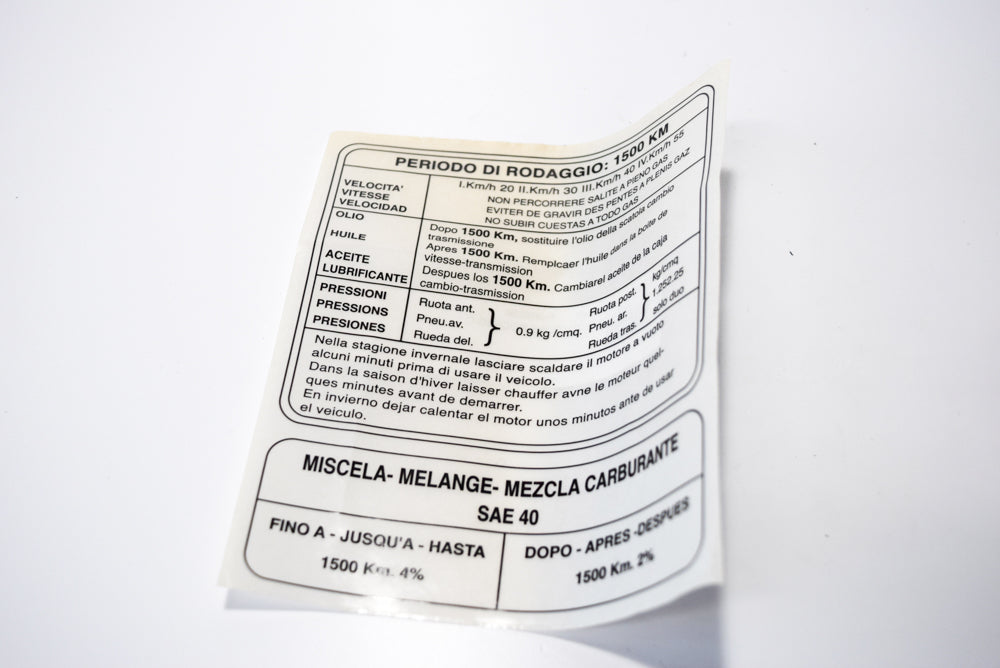 PERIODO DI RODAGGIO: 1500 KM
VELOCITA'
VITESSE
VELOCIDAD
I.Km/h 20 II.Km/h 30 III.Km/h 40 IV.Km/h 55
NON PERCORRERE SALITE A PIENO GAS
EVITER DE GRAVIR DES PENTES A PLENIS GAZ
NO SUBIR CUESTAS A TODO GAS
OLIO
HUILE
ACEITE
LUBRIFICANTE
Dopo 1500 Km, sostituire l'olio della scatola cambio
trasmissione
Apres 1500 Km. Remplcaer l'huile dans la boite de
vitesse-transmission
Despues los 1500 Km. Cambiarel aceite de la caja
cambio-trasmission
PRESSIONI
PRESSIONS
PRESIONES
Ruota ant.
Pneu.av.
Rueda del.
} 0.9 kg /cmq.
Ruota post.
Pneu. ar.
Rueda tras.
} kg/cmq
1.252.25
solo duo
Nella stagione invernale lasciare scaldare il motore a vuoto
alcuni minuti prima di usare il veicolo.
Dans la saison d'hiver laisser chauffer avne le moteur quel-
ques minutes avant de demarrer.
En invierno dejar calentar el motor unos minutos ante de usar
el veiculo.
MISCELA- MELANGE- MEZCLA CARBURANTE
SAE 40
FINO A - JUSQU'A - HASTA
1500 Km. 4%
DOPO - APRES -DESPUES
1500 Km. 2%